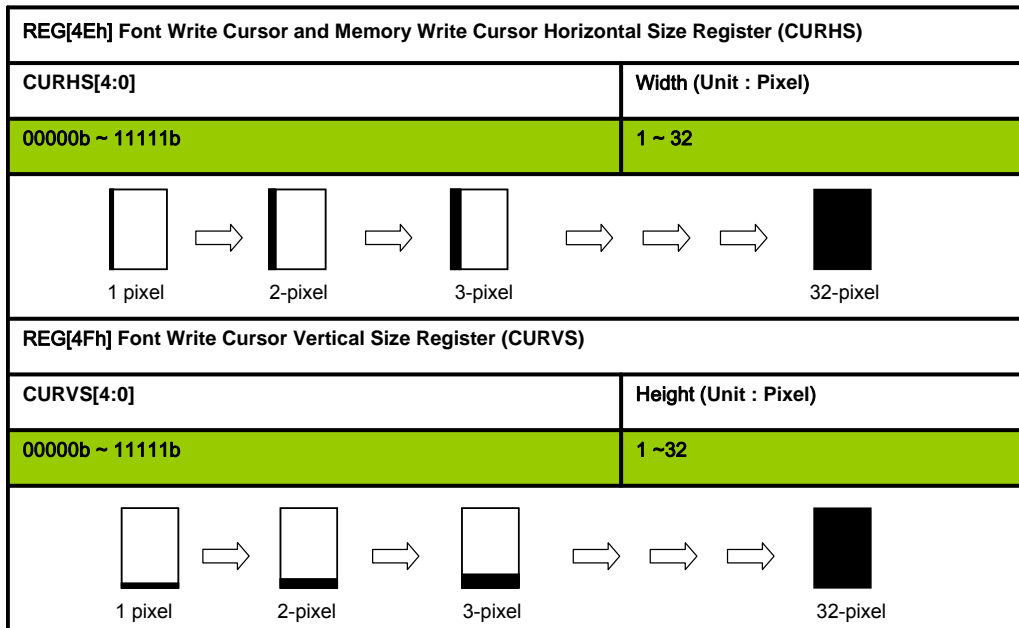 REG[4Eh] Font Write Cursor and Memory Write Cursor Horizontal Size Register (CURHS)
CURHS[4:0] Width (Unit : Pixel)
00000b ~ 11111b 1 ~ 32
1 pixel 2-pixel 3-pixel 32-pixel
REG[4Fh] Font Write Cursor Vertical Size Register (CURVS)
CURVS[4:0] Height (Unit : Pixel)
00000b ~ 11111b 1 ~32
1 pixel 2-pixel 3-pixel 32-pixel